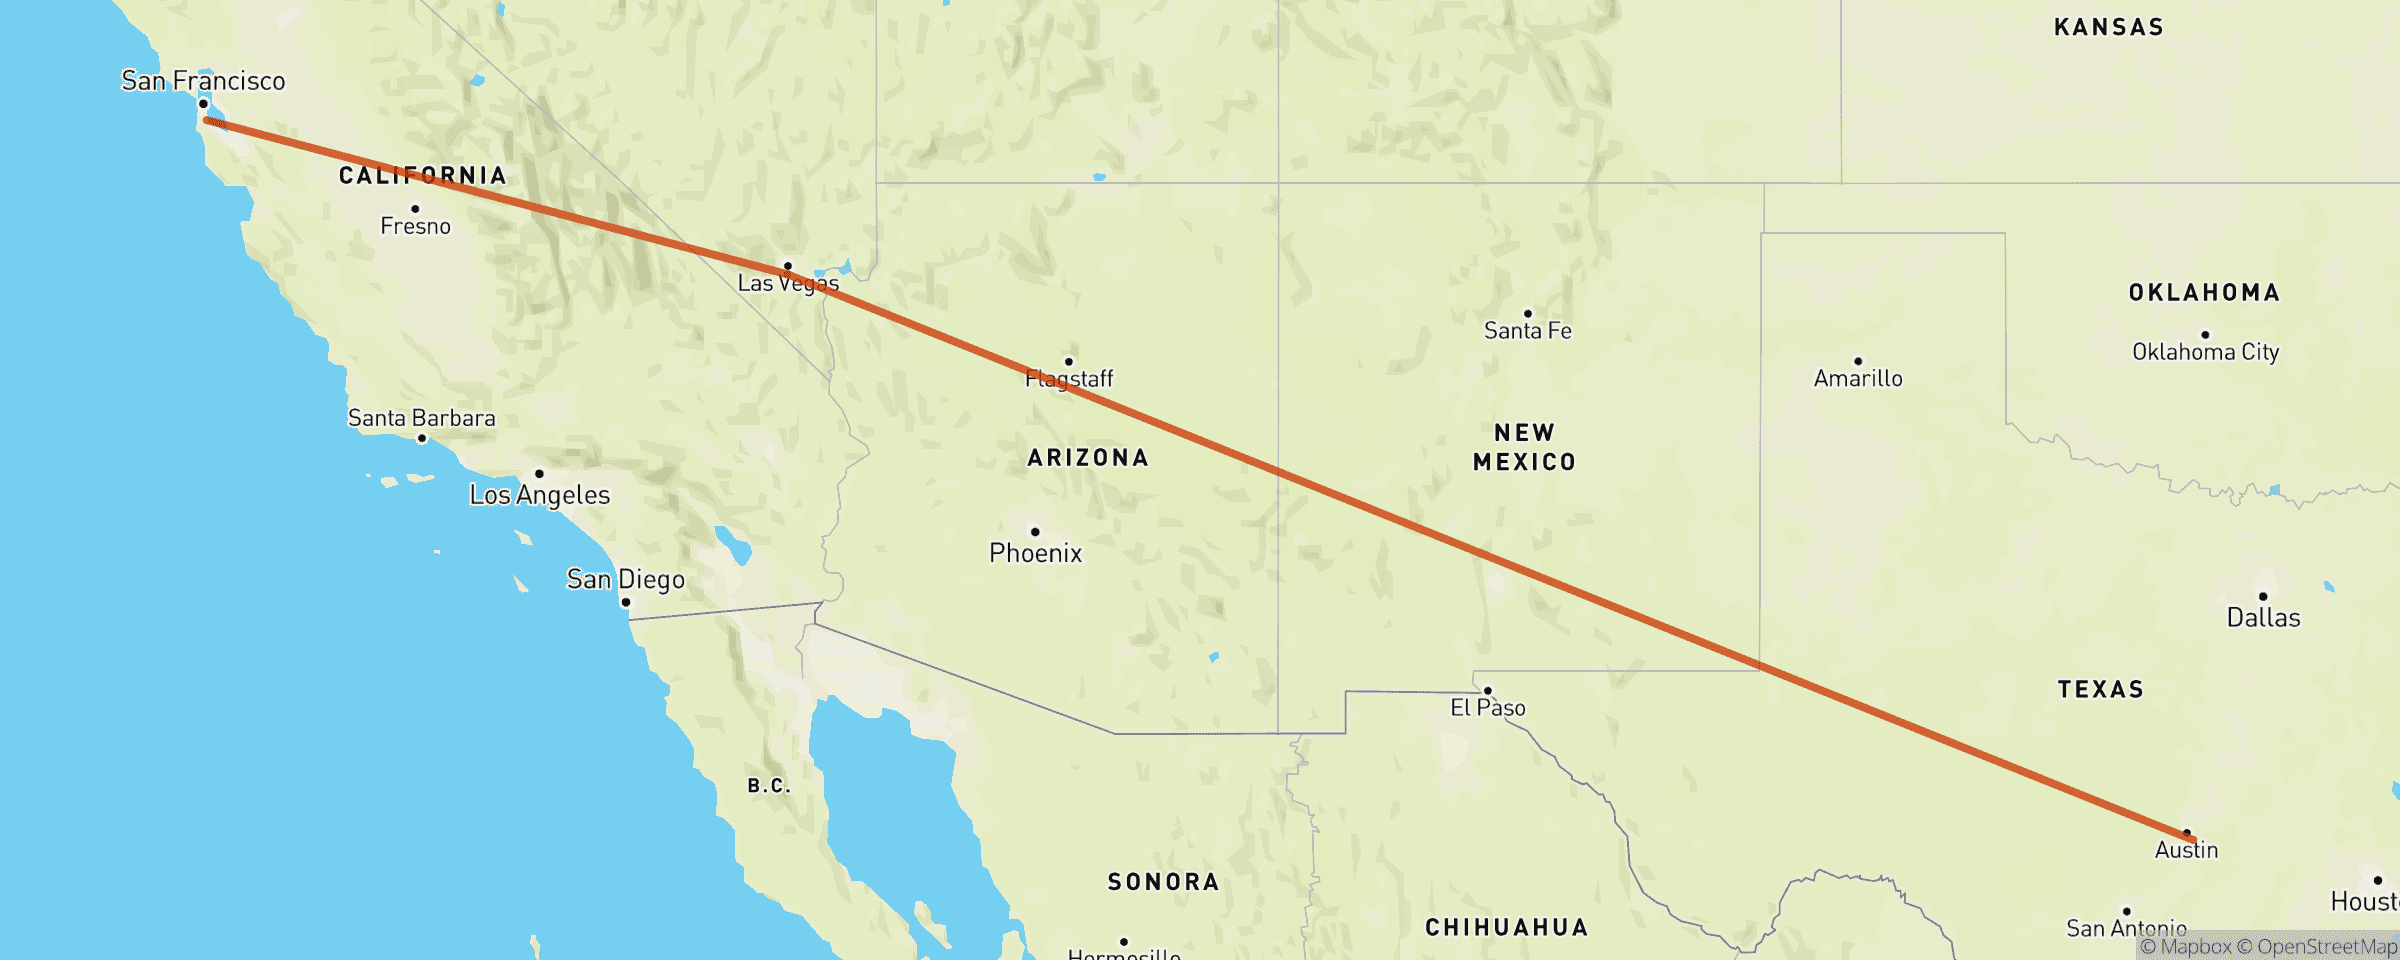 KANSAS
San Francisco
CALIFORNIA
Fresno
Las Vegas
OKLAHOMA
Santa Fe
Oklahoma City
Flagstaff
Amarillo
Santa Barbara
NEW
MEXICO
ARIZONA
Los Angeles
Phoenix
San Diego
Dallas
TEXAS
El Paso
B.C.
Austin
SONORA
Houst
CHIHUAHUA
San Antonio
© Mapbox © OpenStreetMap
Hermosillo